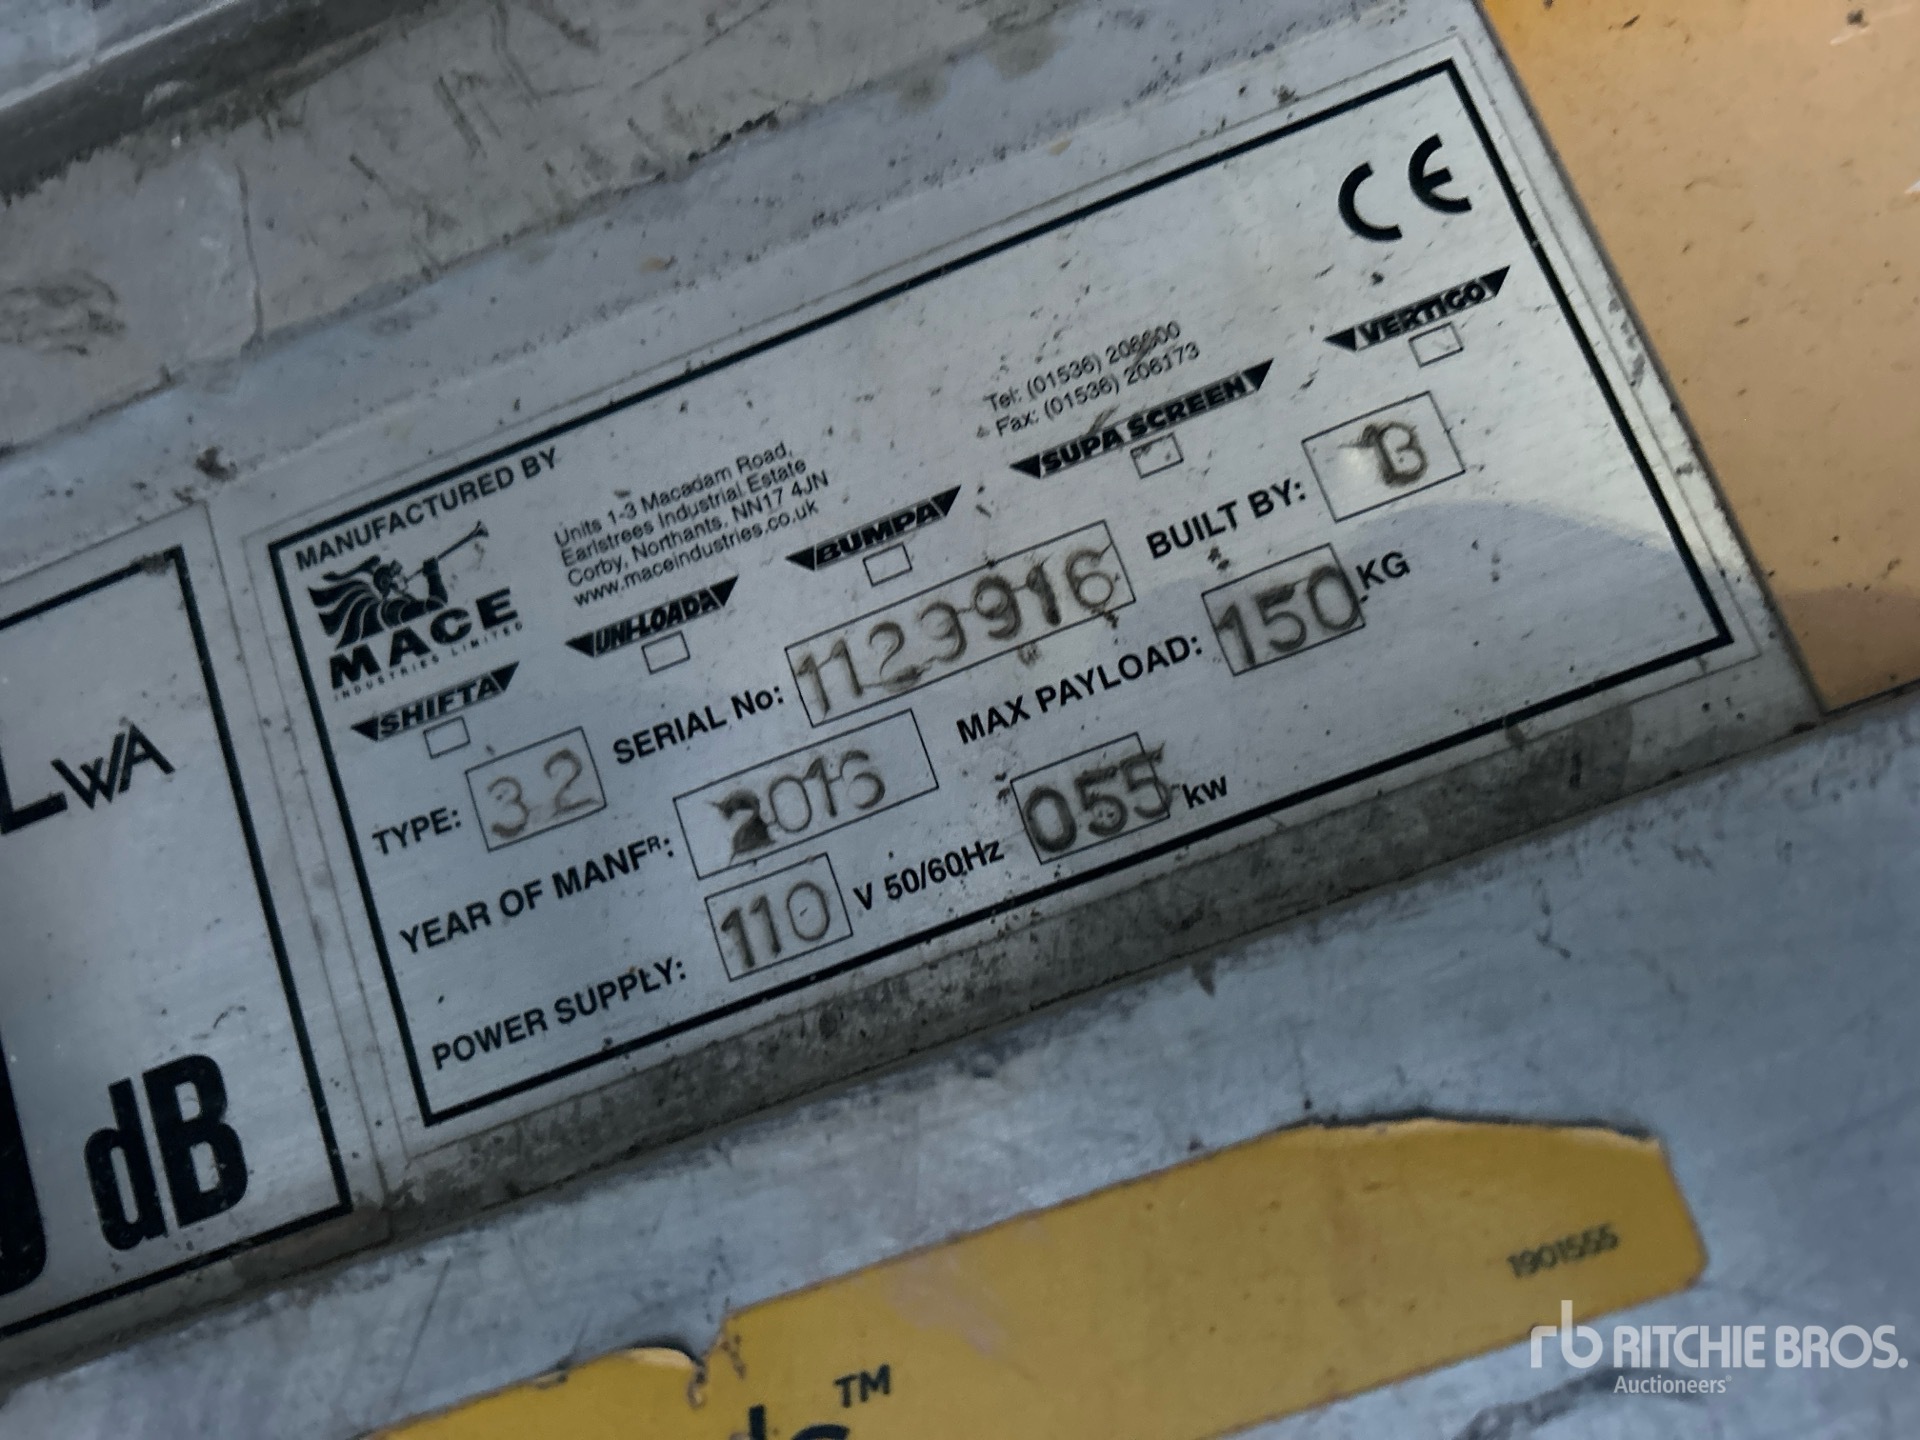 MANUFACTURED BY
MACE
INDUSTRIES LIMITED
Units 1-3 Macadam Road,
Earlstrees Industrial Estate
Corby, Northants. NN17 4JN
www.maceindustries.co.uk
Tel: (01536) 206600
Fax: (01536) 206173
CE
SHIFTA
UNI-LOADA
BUMPA
SUPA SCREEN
VERTIGO
TYPE: 32
SERIAL No: 1123916
BUILT BY: 
YEAR OF MANFR: 2016
MAX PAYLOAD: 150 KG
POWER SUPPLY: 110 V 50/60Hz 055 kw
LWA
dB
1901555
TM
rb RITCHIE BROS.
Auctioneers